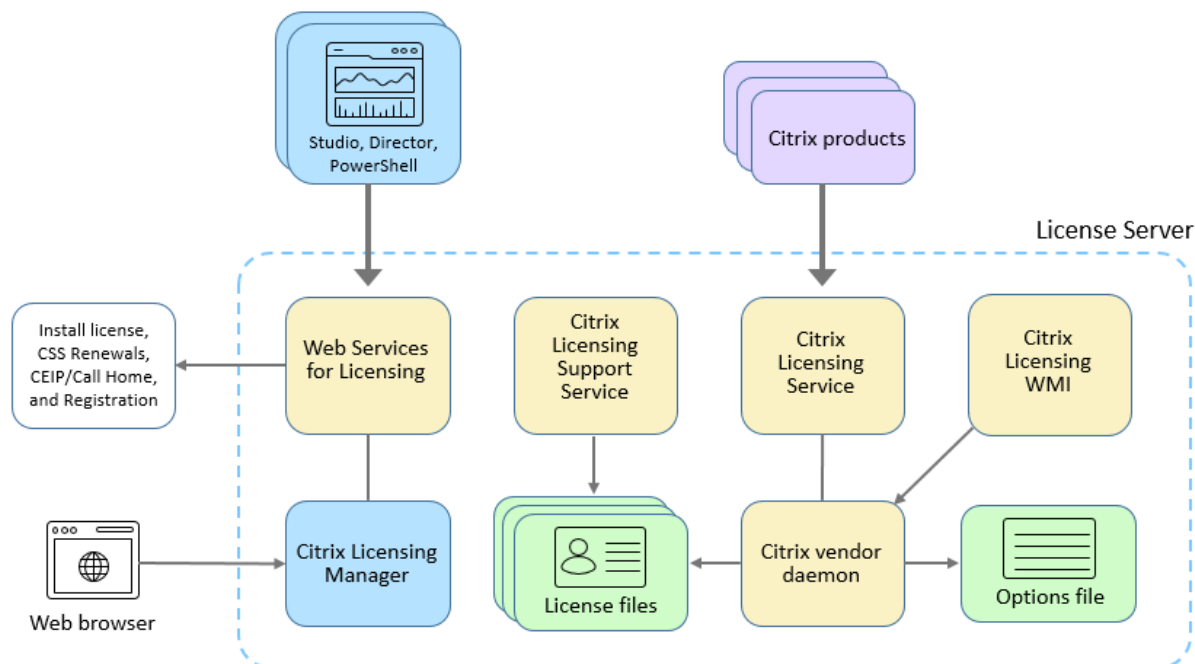 Studio, Director,
PowerShell
Citrix products
License Server
Install license,
CSS Renewals,
CEIP/Call Home,
and Registration
Web Services
for Licensing
Citrix
Licensing
Support
Service
Citrix
Licensing
Service
Citrix
Licensing
WMI
Web browser
Citrix Licensing
Manager
License files
Citrix vendor
daemon
Options file